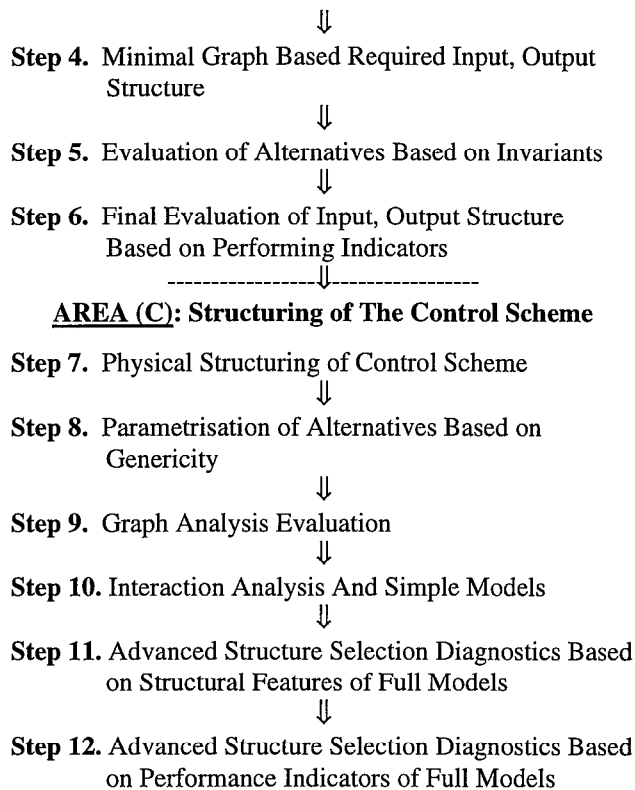 ⇓
Step 4. Minimal Graph Based Required Input, Output
Structure
⇓
Step 5. Evaluation of Alternatives Based on Invariants
⇓
Step 6. Final Evaluation of Input, Output Structure
Based on Performing Indicators
------------------⇓------------------
AREA (C): Structuring of The Control Scheme
Step 7. Physical Structuring of Control Scheme
⇓
Step 8. Parametrisation of Alternatives Based on
Genericity
⇓
Step 9. Graph Analysis Evaluation
⇓
Step 10. Interaction Analysis And Simple Models
⇓
Step 11. Advanced Structure Selection Diagnostics Based
on Structural Features of Full Models
⇓
Step 12. Advanced Structure Selection Diagnostics Based
on Performance Indicators of Full Models